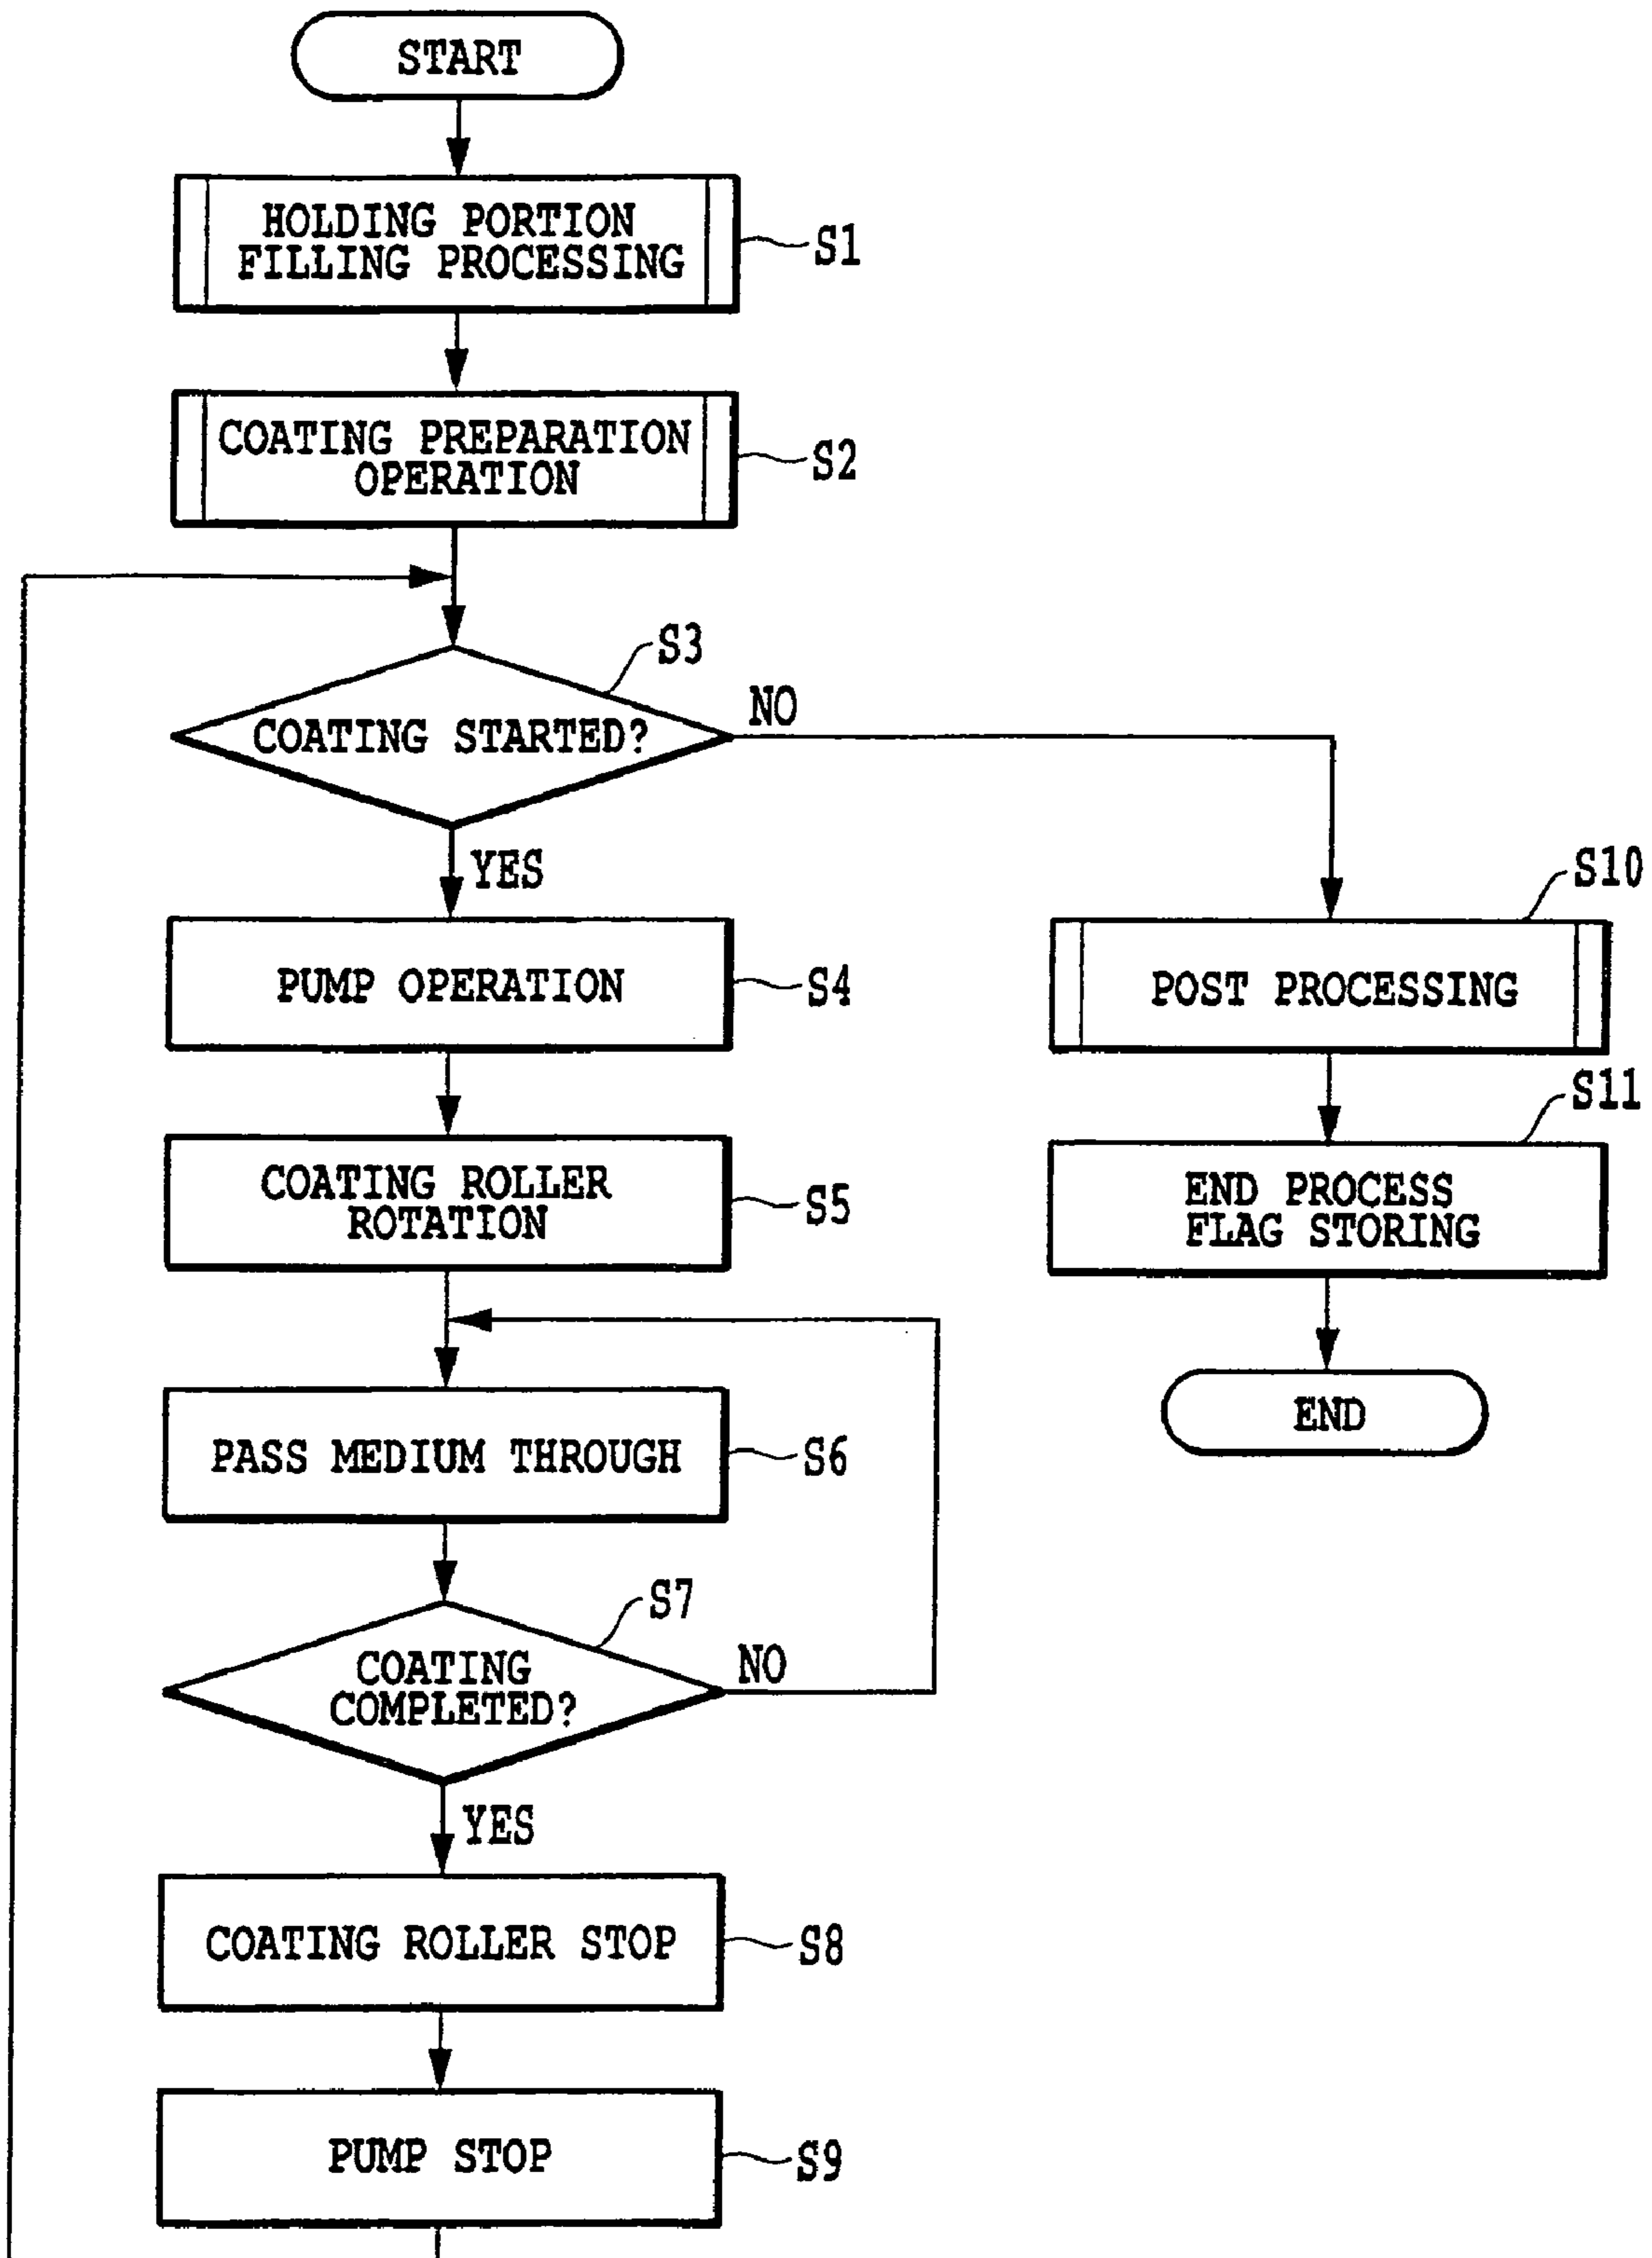 START
HOLDING PORTION
FILLING PROCESSING
S1
COATING PREPARATION
OPERATION
S2
S3
COATING STARTED?
NO
YES
PUMP OPERATION
S4
COATING ROLLER
ROTATION
S5
PASS MEDIUM THROUGH
S6
S7
COATING
COMPLETED?
NO
YES
COATING ROLLER STOP
S8
PUMP STOP
S9
S10
POST PROCESSING
S11
END PROCESS
FLAG STORING
END